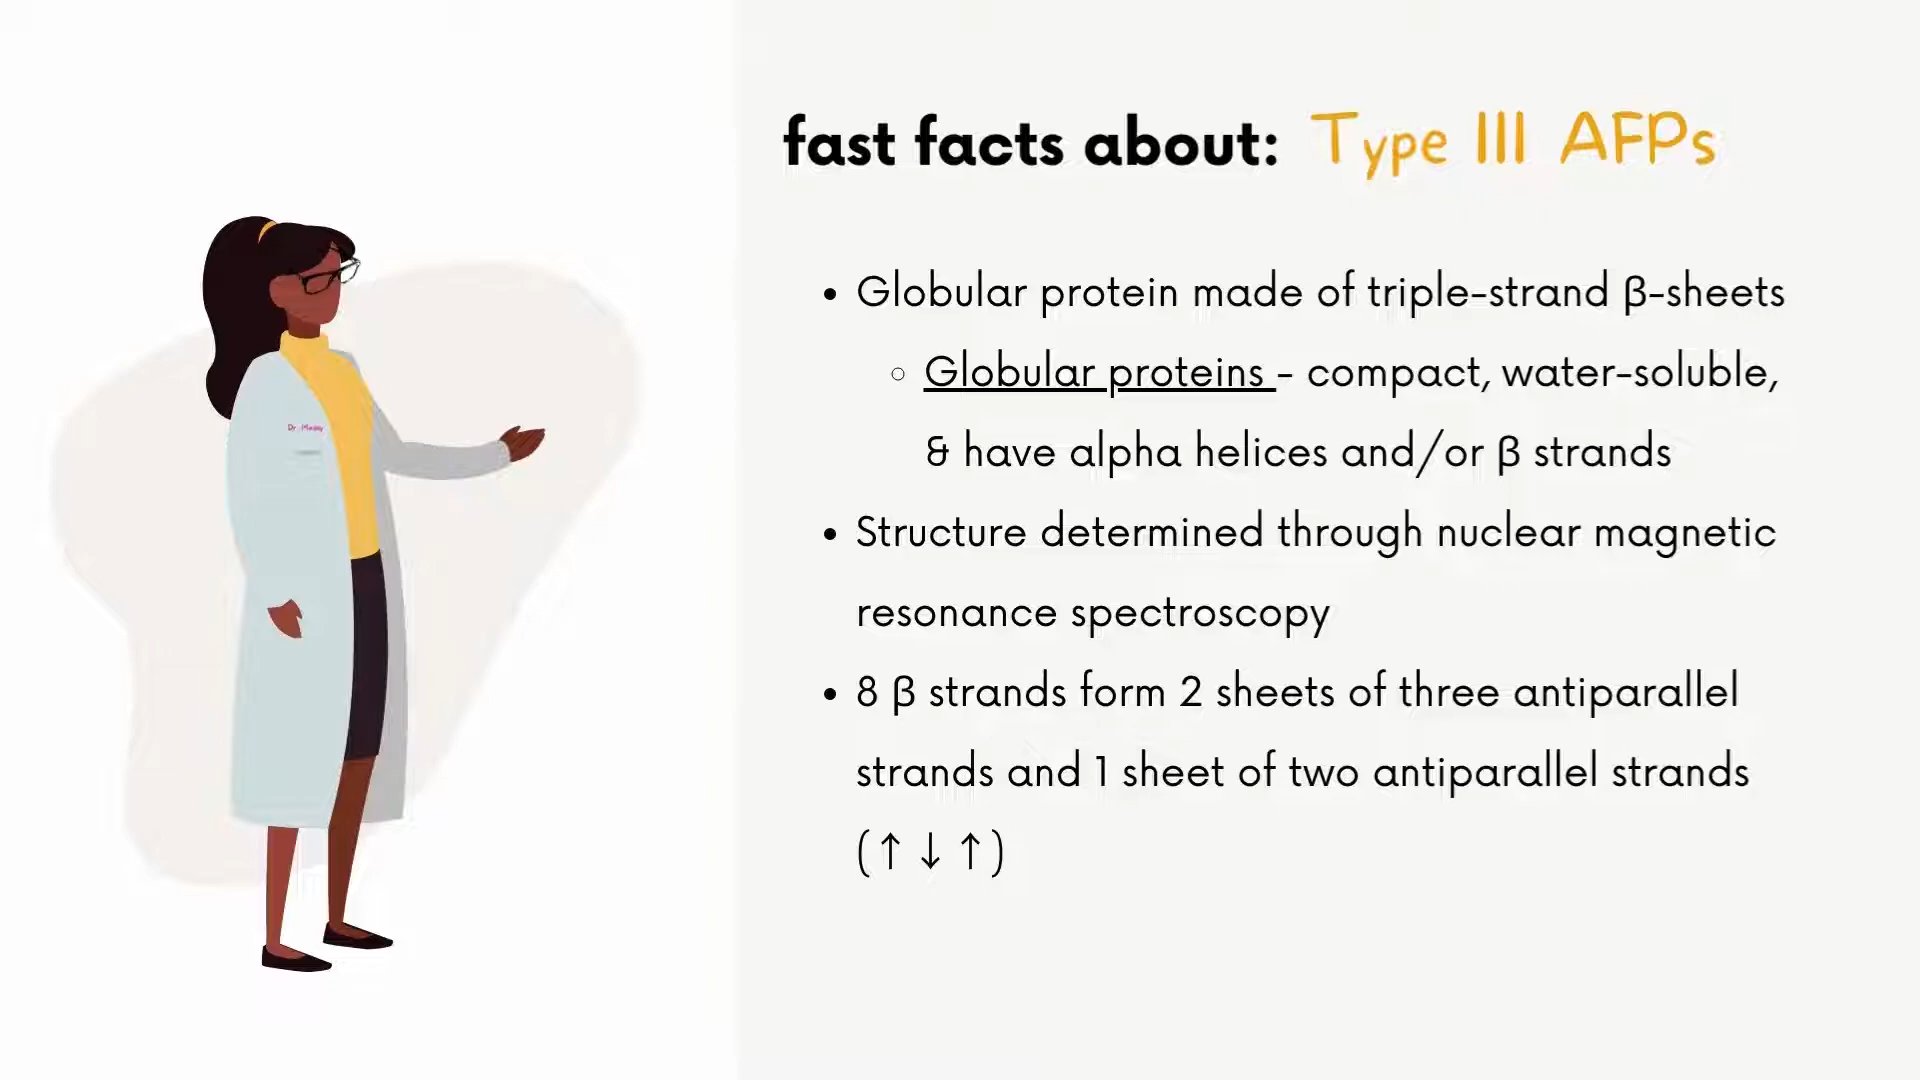 fast facts about: Type III AFPs
• Globular protein made of triple-strand β-sheets
◦ Globular proteins - compact, water-soluble,
& have alpha helices and/or β strands
• Structure determined through nuclear magnetic
resonance spectroscopy
• 8 β strands form 2 sheets of three antiparallel
strands and 1 sheet of two antiparallel strands
(↑ ↓ ↑)
Dr.